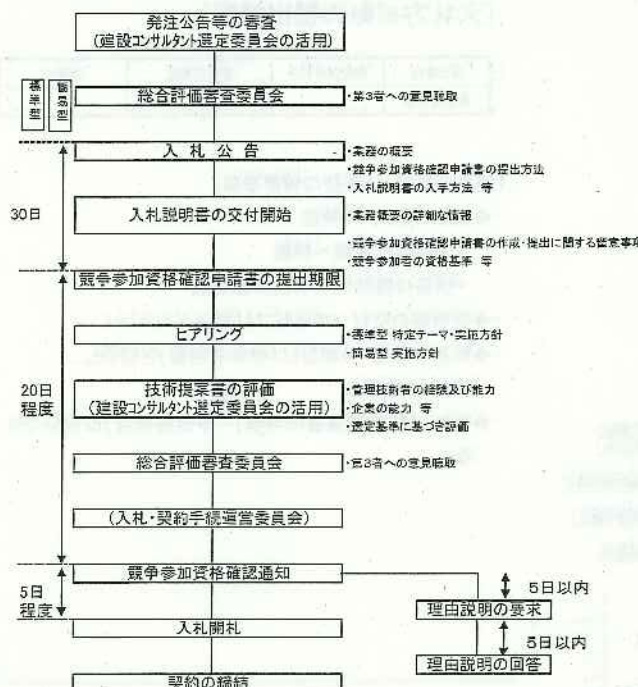 発注公告等の審査
(建設コンサルタント選定委員会の活用)
標準型
簡易型
総合評価審査委員会
・第3者への意見聴取
入札公告
・業務の概要
・競争参加資格確認申請書の提出方法
・入札説明書の入手方法 等
30日
入札説明書の交付開始
・業務概要の詳細な情報
・競争参加資格確認申請書の作成・提出に関する留意事項
・競争参加者の資格基準 等
競争参加資格確認申請書の提出期限
ヒアリング
・標準型 特定テーマ・実施方針
・簡易型 実施方針
20日
程度
技術提案書の評価
(建設コンサルタント選定委員会の活用)
・管理技術者の経験及び能力
・企業の能力 等
・選定基準に基づき評価
総合評価審査委員会
・第3者への意見聴取
(入札・契約手続運営委員会)
競争参加資格確認通知
5日
程度
5日以内
理由説明の要求
入札開札
5日以内
理由説明の回答
契約の締結